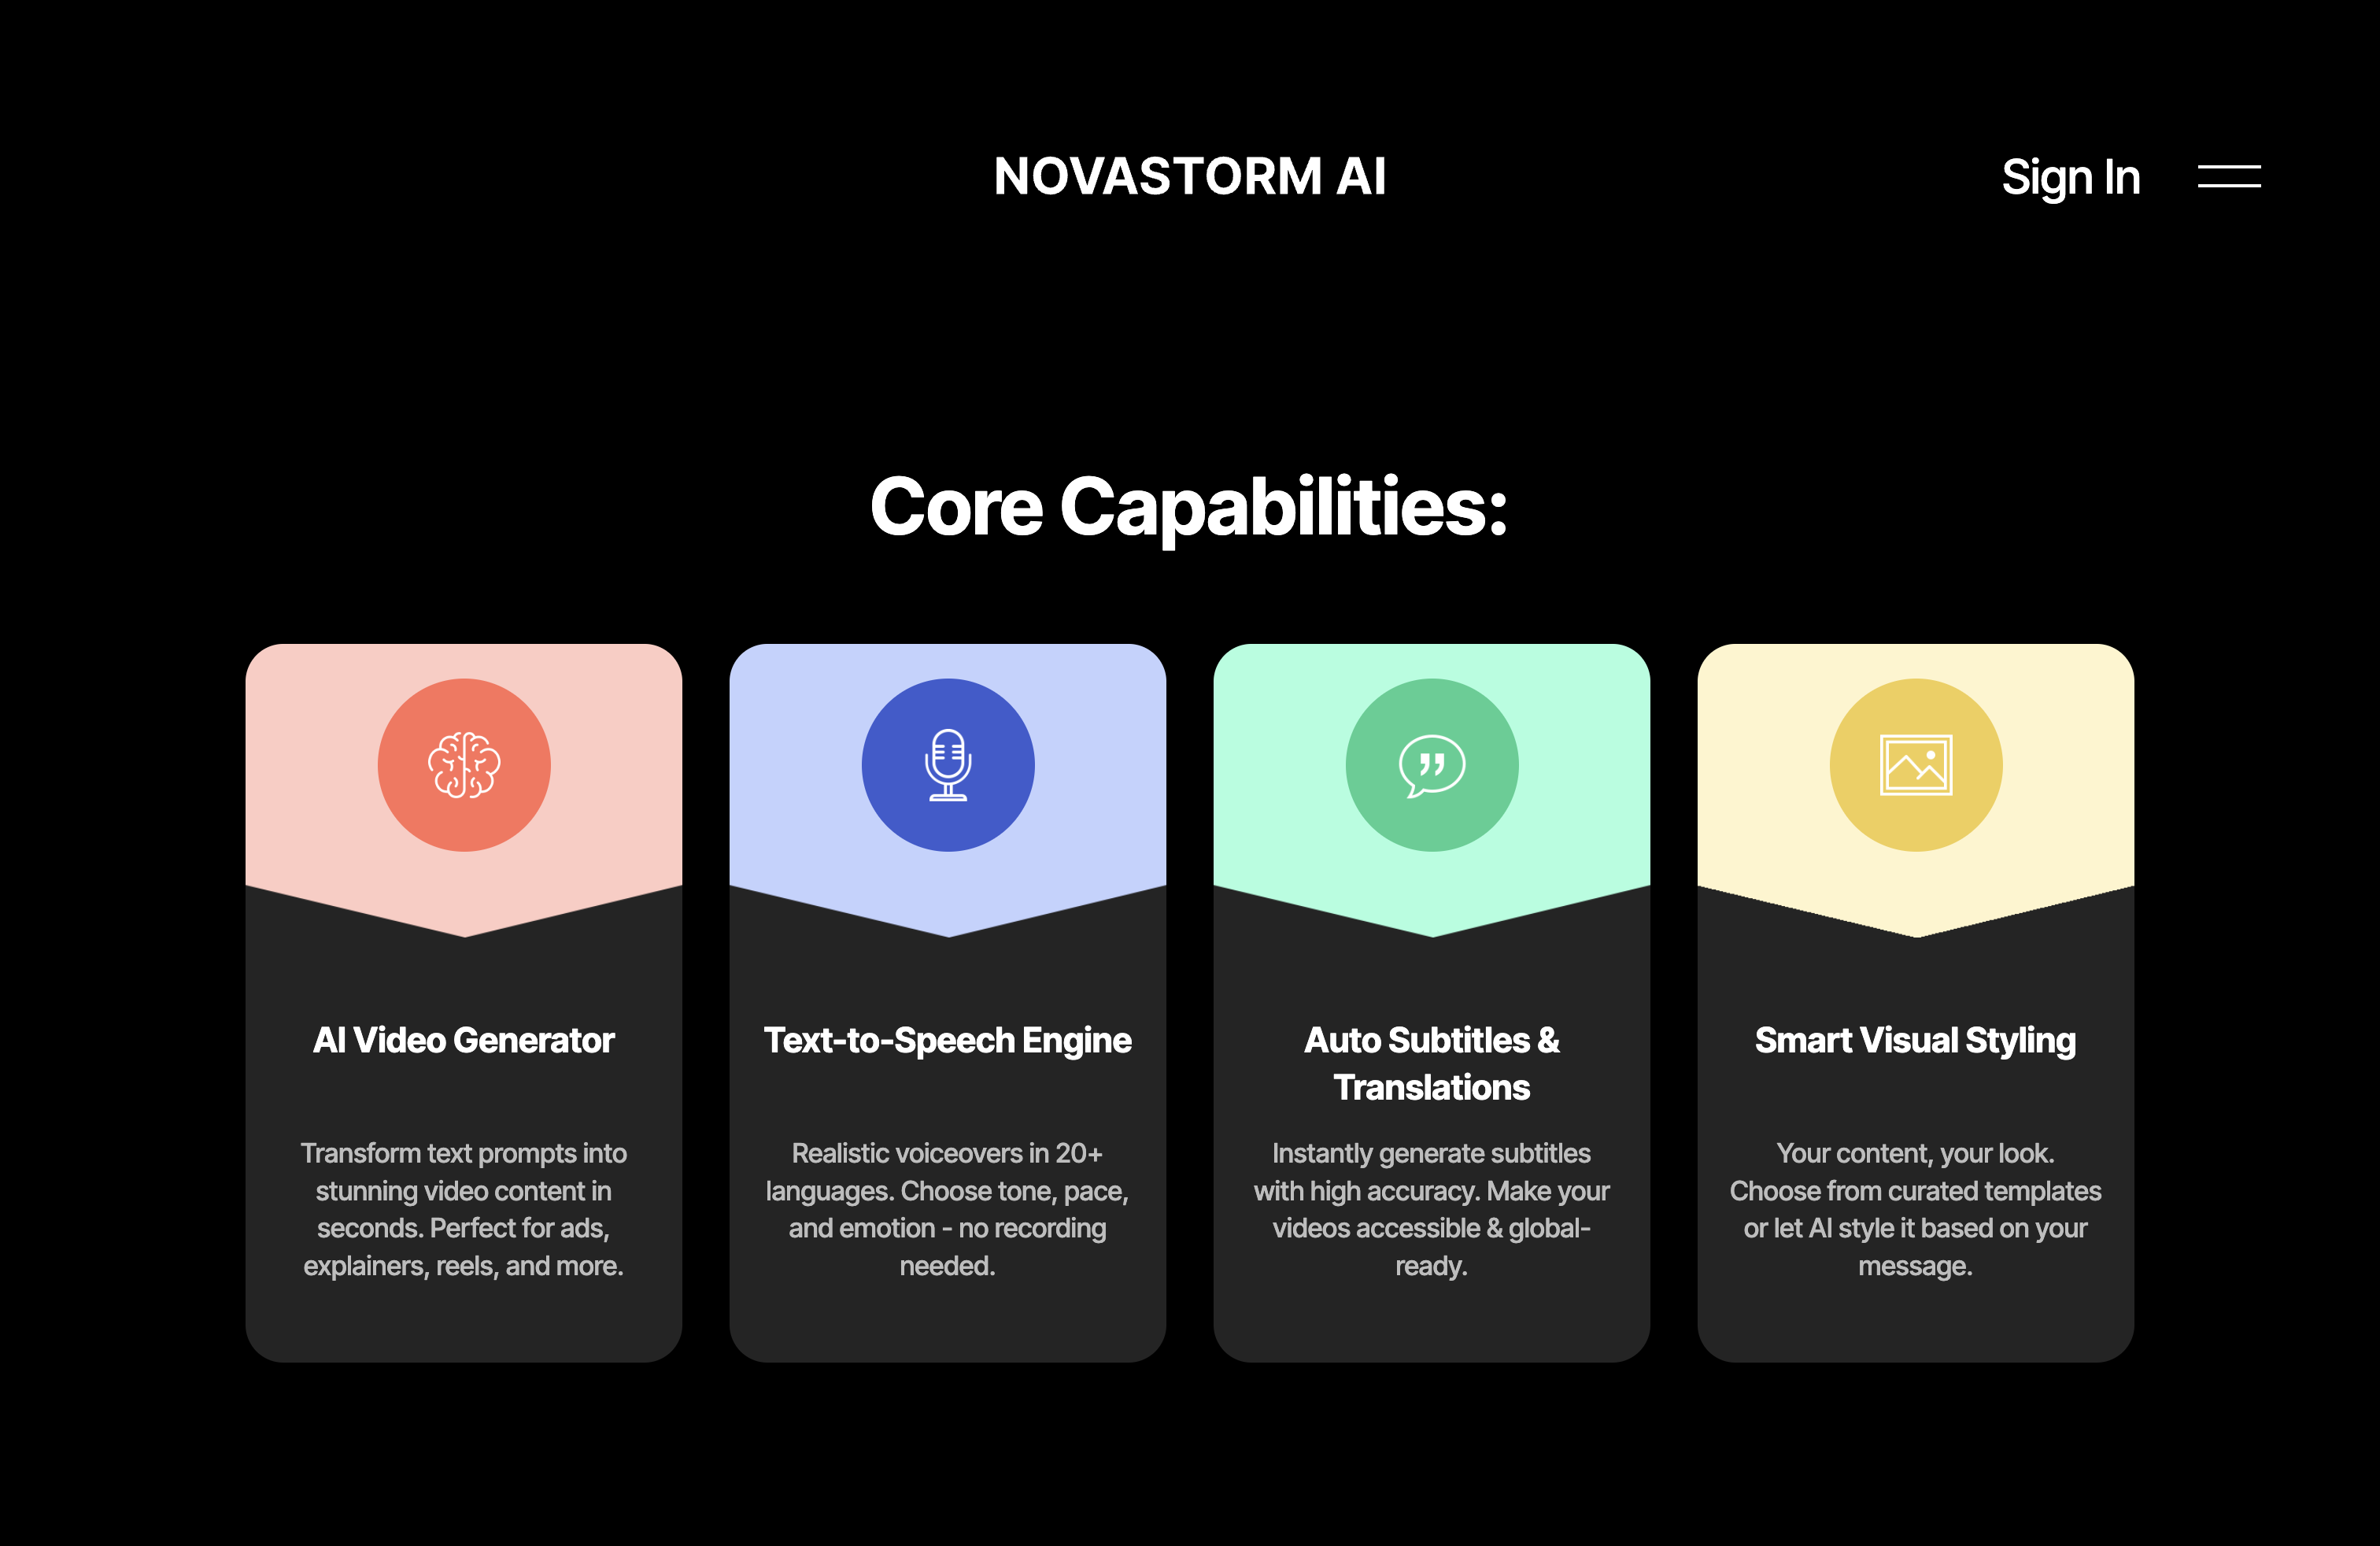 NOVASTORM AI
Sign In
Core Capabilities:
AI Video Generator
Transform text prompts into
stunning video content in
seconds. Perfect for ads,
explainers, reels, and more.
Text-to-Speech Engine
Realistic voiceovers in 20+
languages. Choose tone, pace,
and emotion - no recording
needed.
Auto Subtitles &
Translations
Instantly generate subtitles
with high accuracy. Make your
videos accessible & global-
ready.
Smart Visual Styling
Your content, your look.
Choose from curated templates
or let AI style it based on your
message.